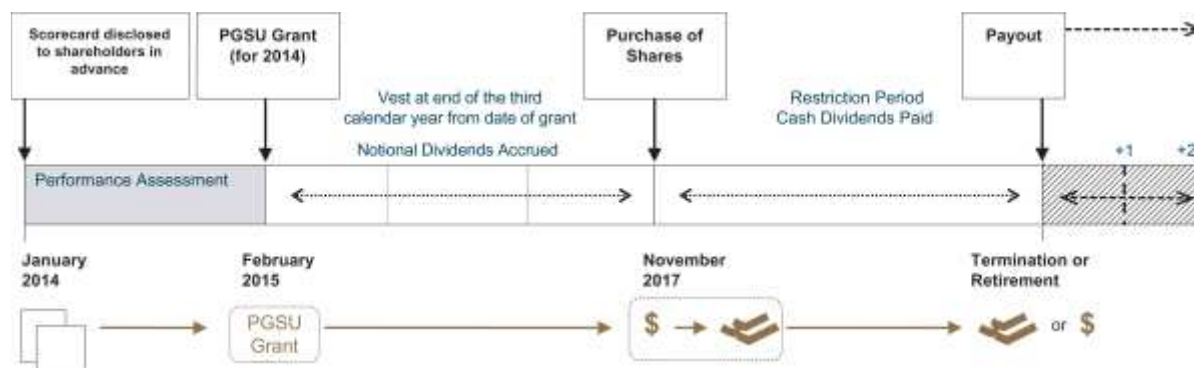 Scorecard disclosed
to shareholders in
advance
PGSU Grant
(for 2014)
Purchase of
Shares
Payout
Vest at end of the third
calendar year from date of grant
Notional Dividends Accrued
Restriction Period
Cash Dividends Paid
+1
+2
Performance Assessment
January
2014
February
2015
November
2017
Termination or
Retirement
PGSU
Grant
$
or $